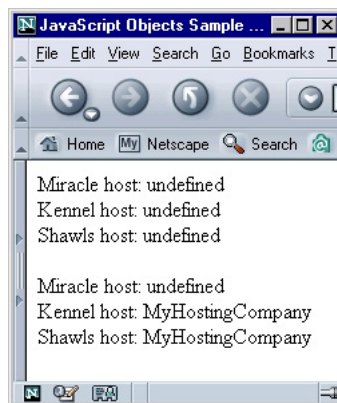 JavaScript Objects Sample ...
File Edit View Search Go Bookmarks T
Home My Netscape Search
Miracle host: undefined
Kennel host: undefined
Shawls host: undefined
Miracle host: undefined
Kennel host: MyHostingCompany
Shawls host: MyHostingCompany